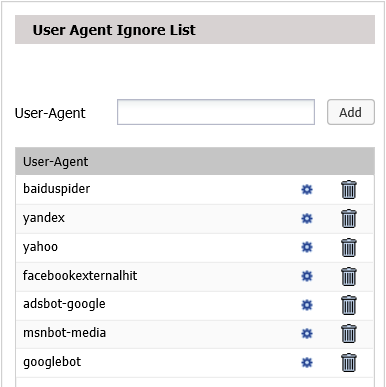 User Agent Ignore List
User-Agent Add
User-Agent
baiduspider
yandex
yahoo
facebookexternalhit
adsbot-google
msnbot-media
googlebot